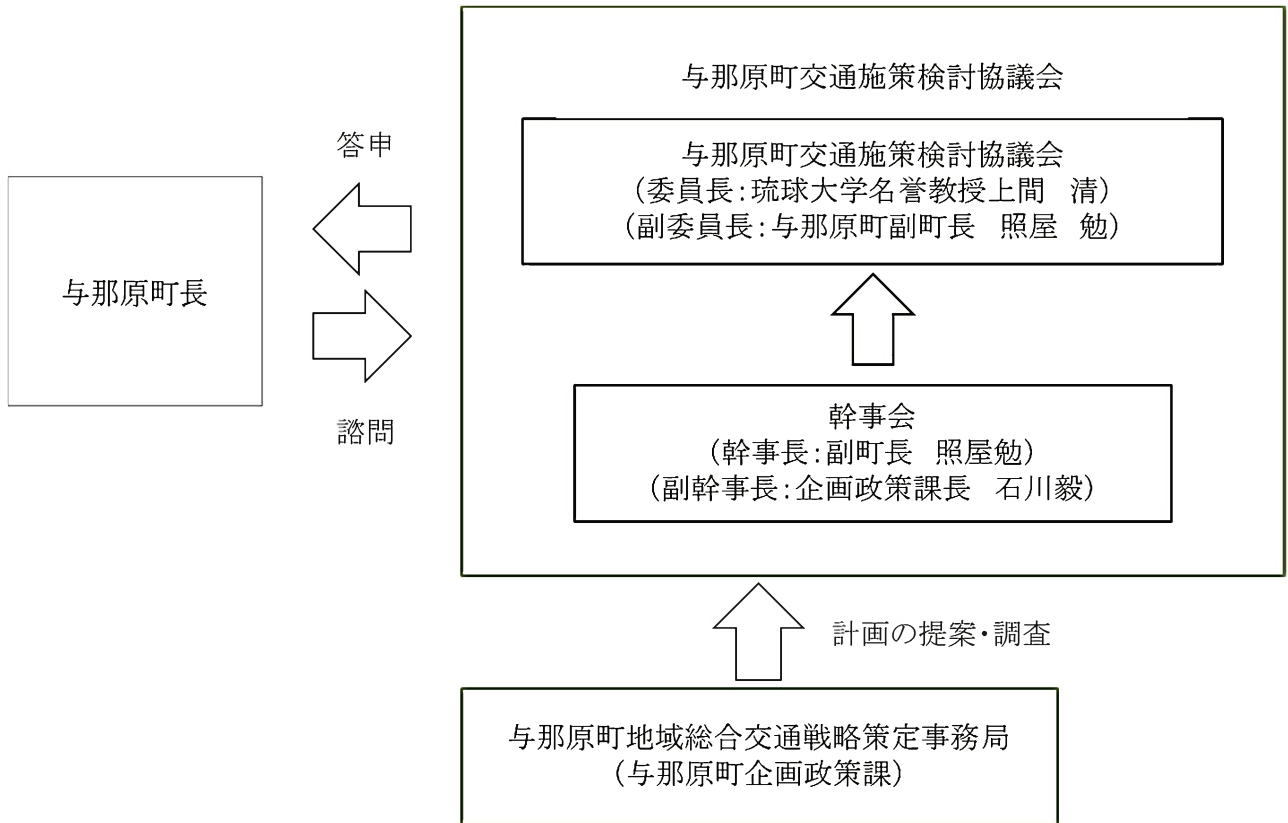 与那原町交通施策検討協議会
与那原町交通施策検討協議会
（委員長：琉球大学名誉教授上間　清）
（副委員長：与那原町副町長　照屋　勉）
答申
与那原町長
諮問
幹事会
（幹事長：副町長　照屋勉）
（副幹事長：企画政策課長　石川毅）
計画の提案・調査
与那原町地域総合交通戦略策定事務局
（与那原町企画政策課）